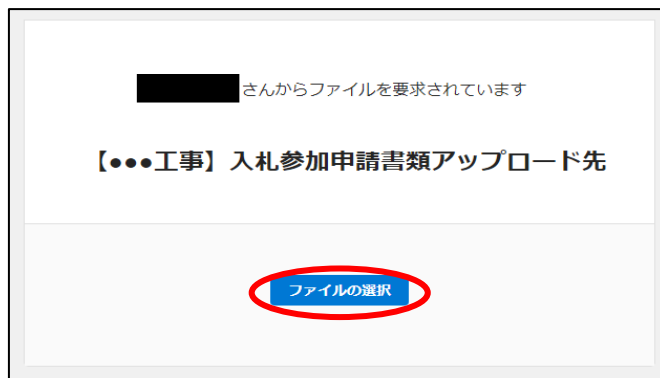 さんからファイルを要求されています
【●●●工事】入札参加申請書類アップロード先
ファイルの選択